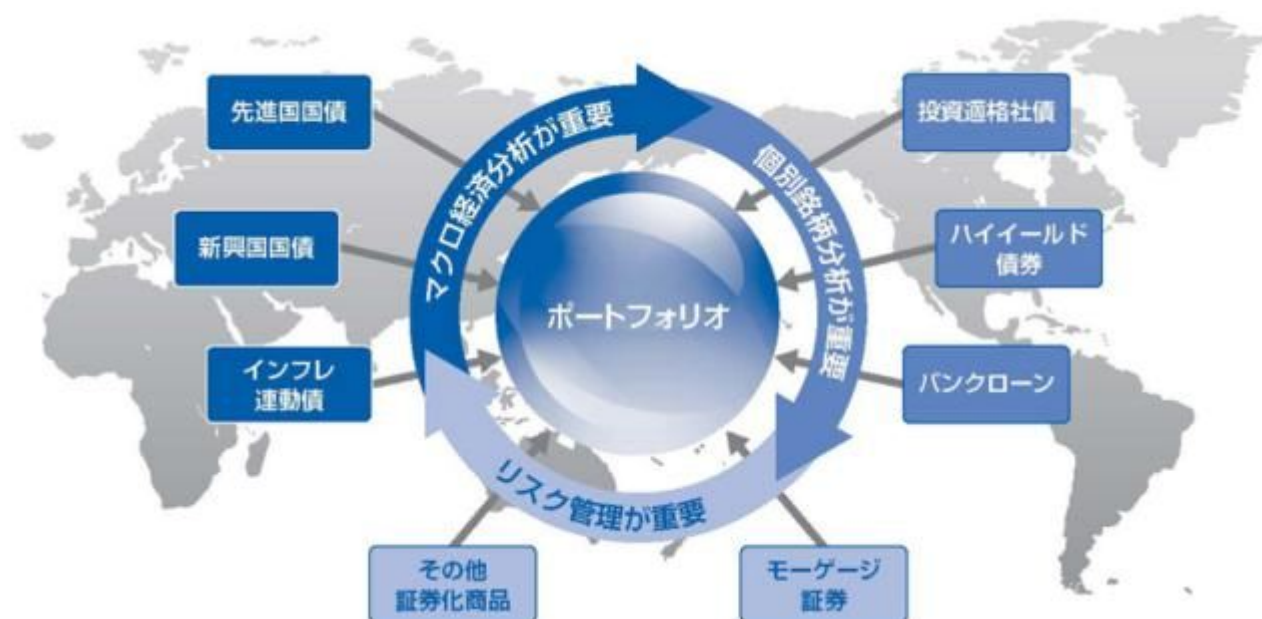 先進国国債
新興国国債
インフレ
連動債
マクロ経済分析が重要
ポートフォリオ
個別銘柄分析が重要
投資適格社債
ハイイールド
債券
バンクローン
リスク管理が重要
その他
証券化商品
モーゲージ
証券